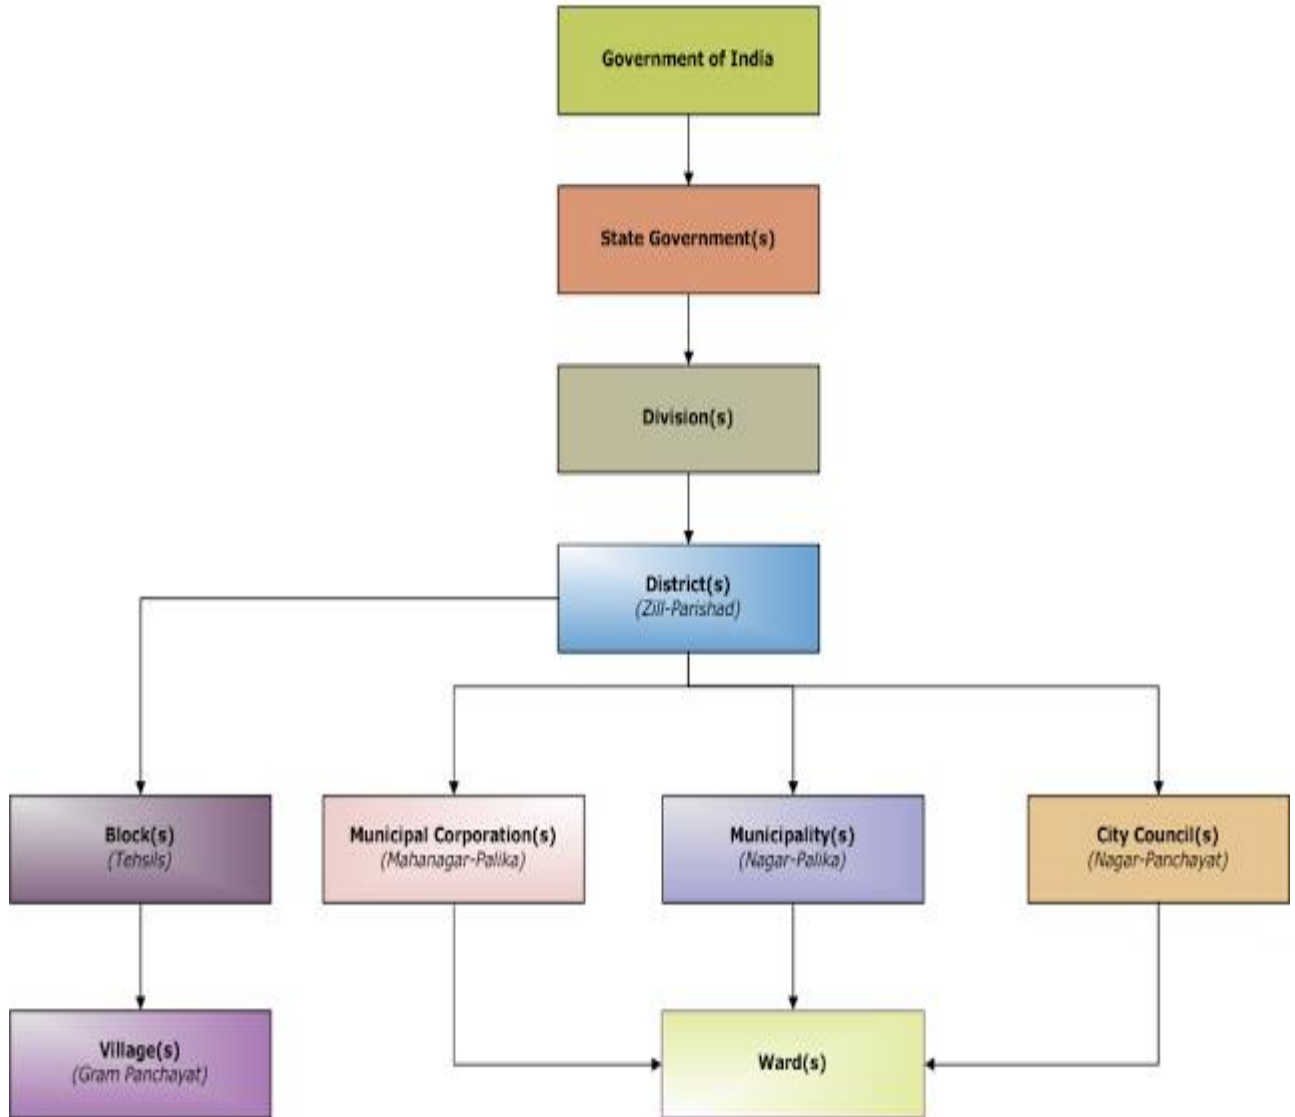 Government of India
State Government(s)
Division(s)
District(s)
(Zill-Parishad)
Block(s)
(Tehsils)
Municipal Corporation(s)
(Mahanagar-Palika)
Municipality(s)
(Nagar-Palika)
City Council(s)
(Nagar-Panchayat)
Village(s)
(Gram Panchayat)
Ward(s)